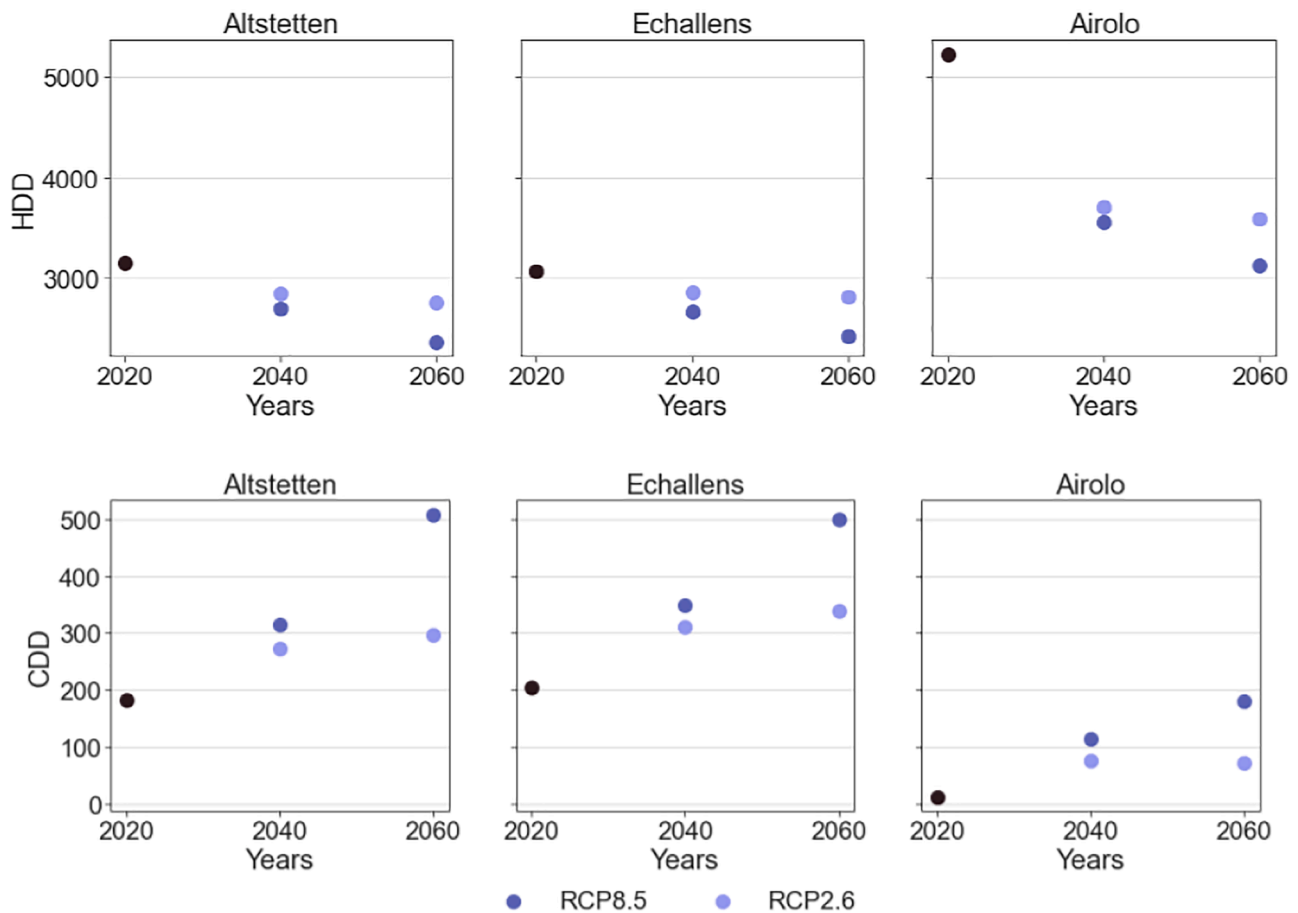 Altstetten Echallens Airolo
5000
4000
3000
HDD
2020 2040 2060 2020 2040 2060 2020 2040 2060
Years Years Years
Altstetten Echallens Airolo
500
400
300
200
100
0
CDD
2020 2040 2060 2020 2040 2060 2020 2040 2060
Years Years Years
RCP8.5 RCP2.6